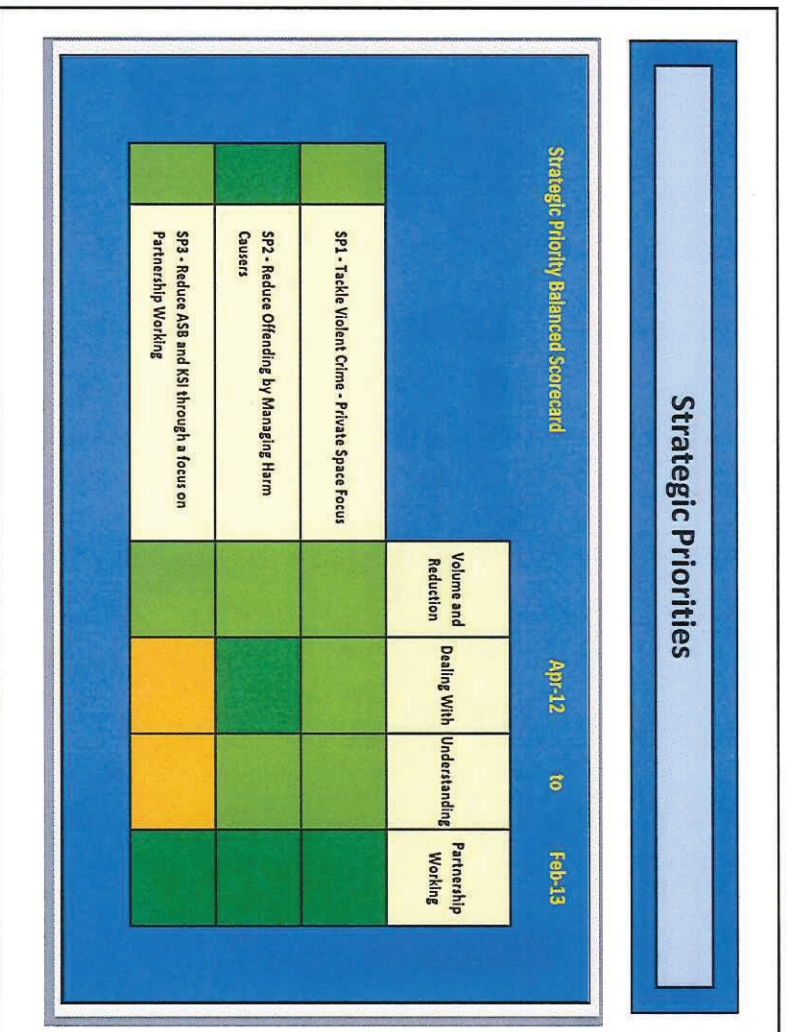 Strategic Priorities
Strategic Priority Balanced Scorecard
Apr-12 to Feb-13
Volume and
Reduction
Dealing With
Understanding
Partnership
Working
SP1 - Tackle Violent Crime - Private Space Focus
SP2 - Reduce Offending by Managing Harm
Causers
SP3 - Reduce ASB and KSI through a focus on
Partnership Working